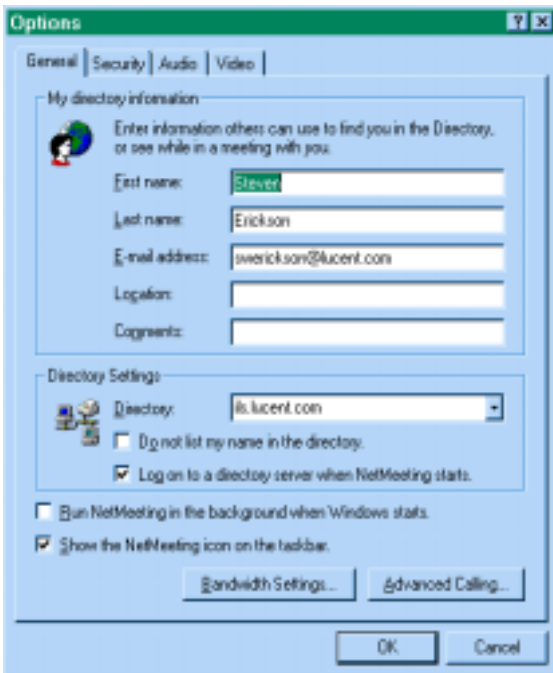 Options
General Security Audio Video
My directory information
Enter information others can use to find you in the Directory,
or see while in a meeting with you.
First name: Steven
Last name: Erickson
E-mail address: swerickson@lucent.com
Location:
Comments:
Directory Settings
Directory: ils.lucent.com
Do not list my name in the directory.
Log on to a directory server when NetMeeting starts.
Run NetMeeting in the background when Windows starts.
Show the NetMeeting icon on the taskbar.
Bandwidth Settings... Advanced Calling...
OK Cancel